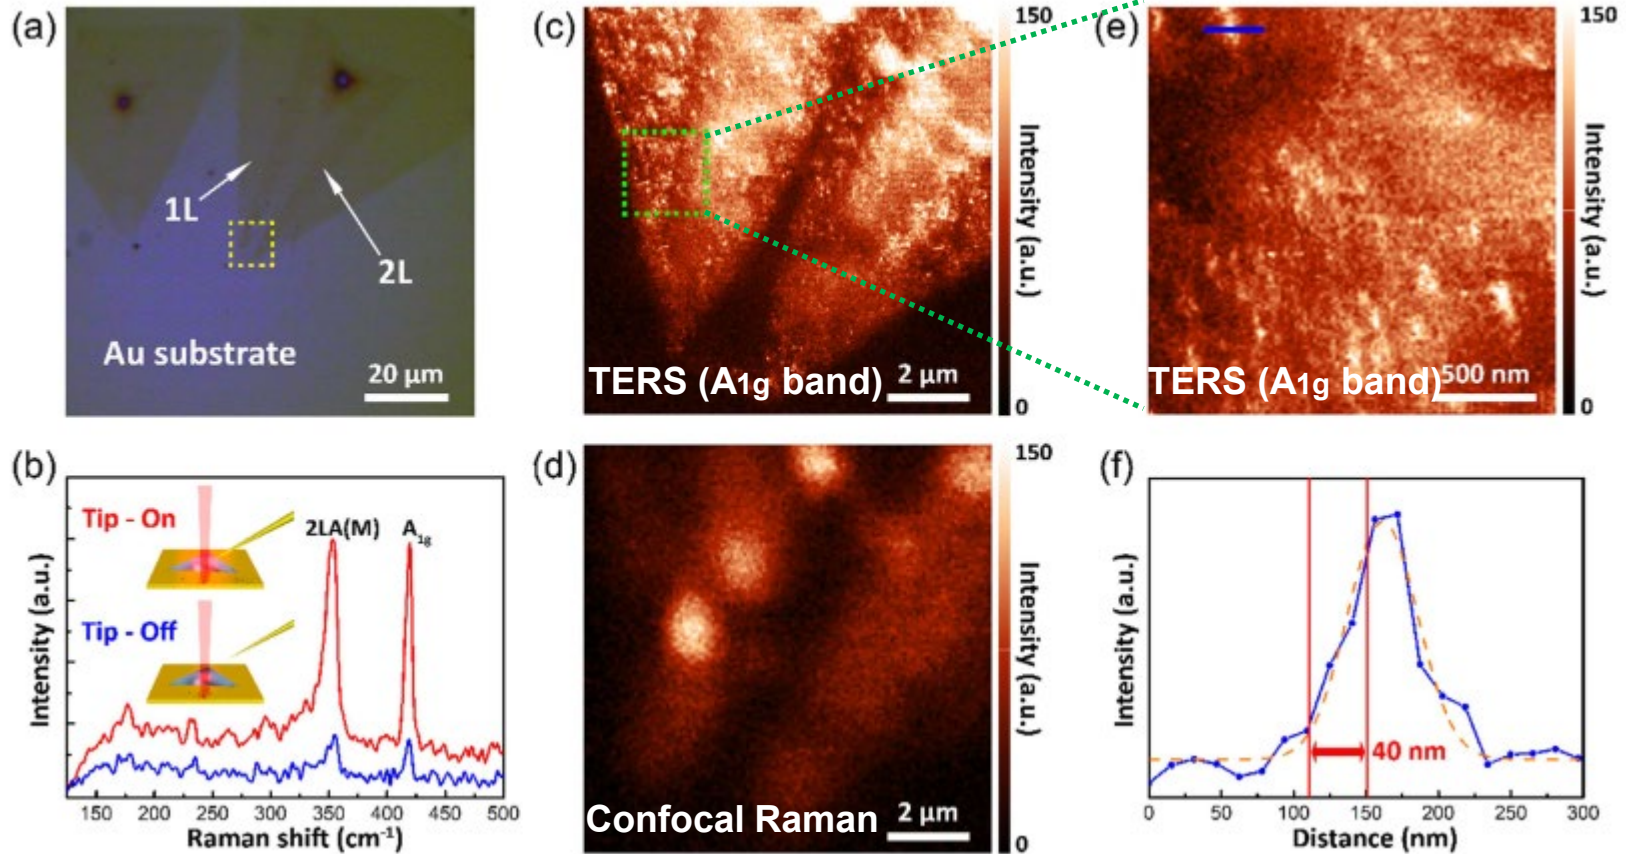 (a)
1L
2L
Au substrate
20 μm
(b)
Tip - On
Tip - Off
2LA(M)
A1g
Intensity (a.u.)
150 200 250 300 350 400 450 500
Raman shift (cm-1)
(c)
TERS (A1g band)
2 μm
150
Intensity (a.u.)
0
(d)
Confocal Raman
2 μm
150
Intensity (a.u.)
0
(e)
TERS (A1g band)
500 nm
150
Intensity (a.u.)
0
(f)
Intensity (a.u.)
40 nm
0 50 100 150 200 250 300
Distance (nm)